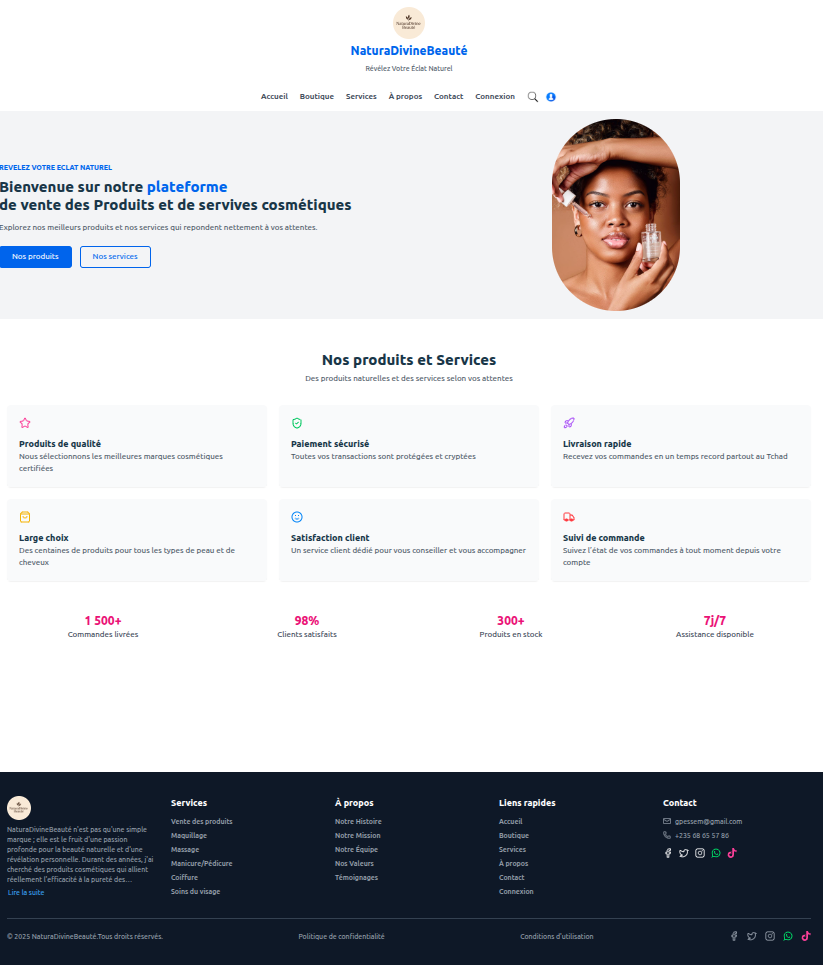 NaturaDivine
Beauté
NaturaDivineBeauté
Révélez Votre Éclat Naturel
Accueil Boutique Services À propos Contact Connexion
REVELEZ VOTRE ECLAT NATUREL
Bienvenue sur notre plateforme
de vente des Produits et de servives cosmétiques
Explorez nos meilleurs produits et nos services qui repondent nettement à vos attentes.
Nos produits Nos services
Nos produits et Services
Des produits naturelles et des services selon vos attentes
Produits de qualité
Nous sélectionnons les meilleures marques cosmétiques
certifiées
Paiement sécurisé
Toutes vos transactions sont protégées et cryptées
Livraison rapide
Recevez vos commandes en un temps record partout au Tchad
Large choix
Des centaines de produits pour tous les types de peau et de
cheveux
Satisfaction client
Un service client dédié pour vous conseiller et vous accompagner
Suivi de commande
Suivez l'état de vos commandes à tout moment depuis votre
compte
1 500+
Commandes livrées
98%
Clients satisfaits
300+
Produits en stock
7j/7
Assistance disponible
NaturaDivine
Beauté
NaturaDivineBeauté n'est pas qu'une simple
marque ; elle est le fruit d'une passion
profonde pour la beauté naturelle et d'une
révélation personnelle. Durant des années, j'ai
cherché des produits cosmétiques qui allient
réellement l'efficacité à la pureté des…
Lire la suite
Services
Vente des produits
Maquillage
Massage
Manicure/Pédicure
Coiffure
Soins du visage
À propos
Notre Histoire
Notre Mission
Notre Équipe
Nos Valeurs
Témoignages
Liens rapides
Accueil
Boutique
Services
À propos
Contact
Connexion
Contact
gpessem@gmail.com
+235 68 65 57 86
© 2025 NaturaDivineBeauté.Tous droits réservés. Politique de confidentialité Conditions d'utilisation